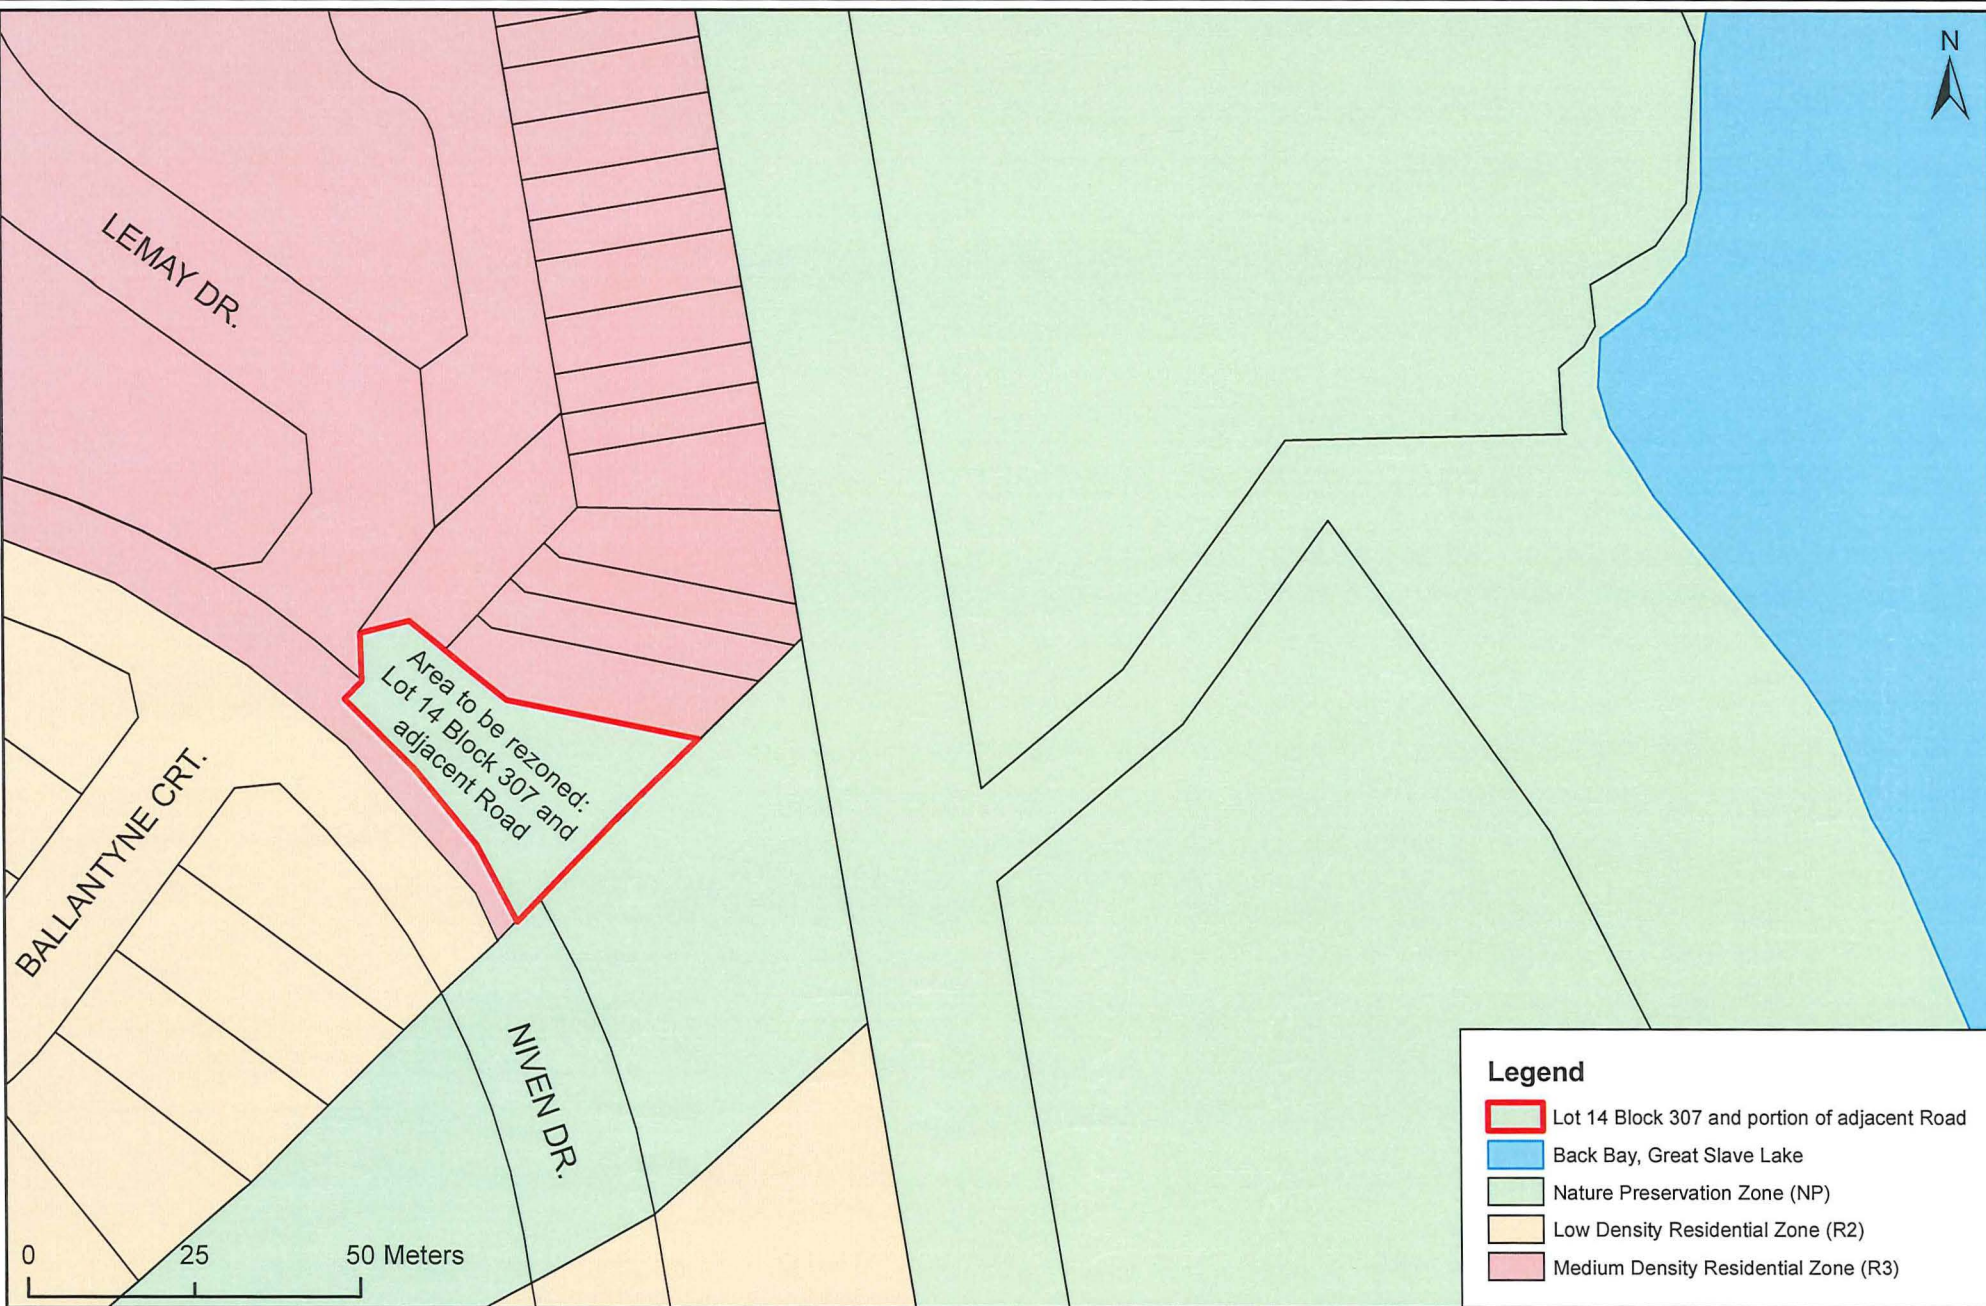 N
LEMAY DR.
Area to be rezoned:
Lot 14 Block 307 and
adjacent Road
BALLANTYNE CRT.
NIVEN DR.
0 25 50 Meters
Legend
Lot 14 Block 307 and portion of adjacent Road
Back Bay, Great Slave Lake
Nature Preservation Zone (NP)
Low Density Residential Zone (R2)
Medium Density Residential Zone (R3)